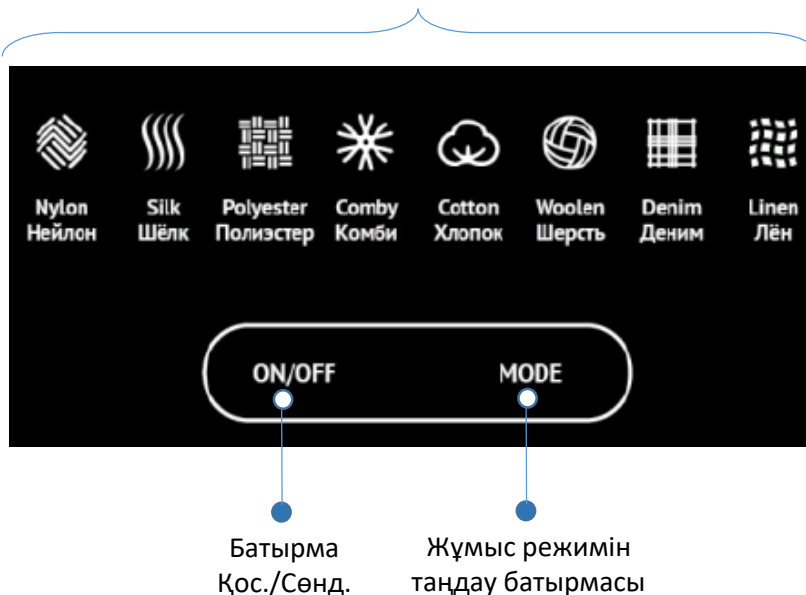 Nylon Silk Polyester Comby Cotton Woolen Denim Linen
Нейлон Шёлк Полиэстер Комби Хлопок Шерсть Деним Лён
ON/OFF MODE
Батырма Жұмыс режимін
Қос./Сөнд. таңдау батырмасы